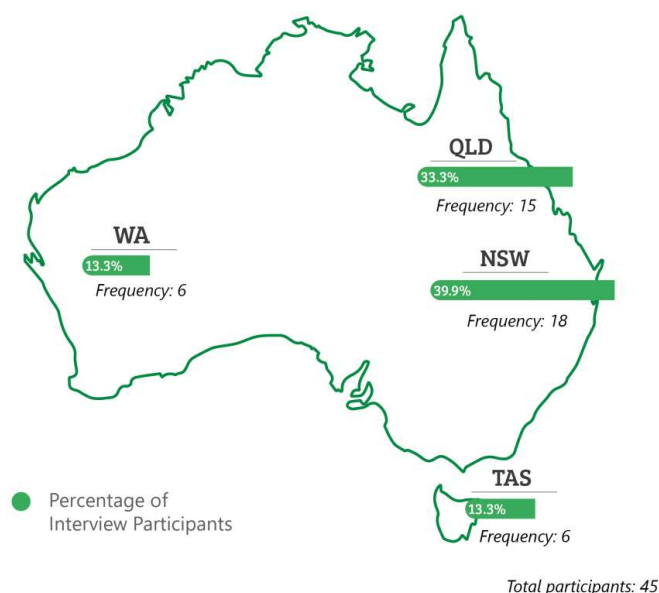 QLD
33.3%
Frequency: 15
WA
13.3%
Frequency: 6
NSW
39.9%
Frequency: 18
TAS
13.3%
Frequency: 6
Percentage of
Interview Participants
Total participants: 45